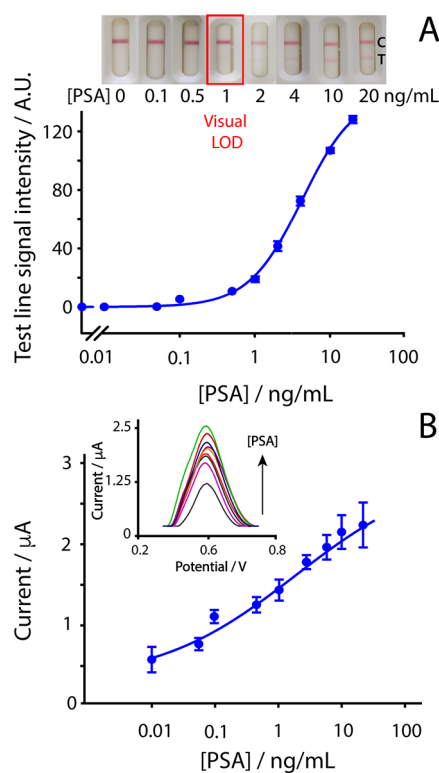 A
C
T
[PSA] 0 0.1 0.5 1 2 4 10 20 ng/mL
Visual
LOD
Test line signal intensity / A.U.
120
80
40
0
0.01 0.1 1 10 100
[PSA] / ng/mL
B
Current / μA
2.5
1.25
0
0.2 0.6 0.8
Potential / V
[PSA]
Current / μA
3
2
1
0
0.01 0.1 1 10 100
[PSA] / ng/mL